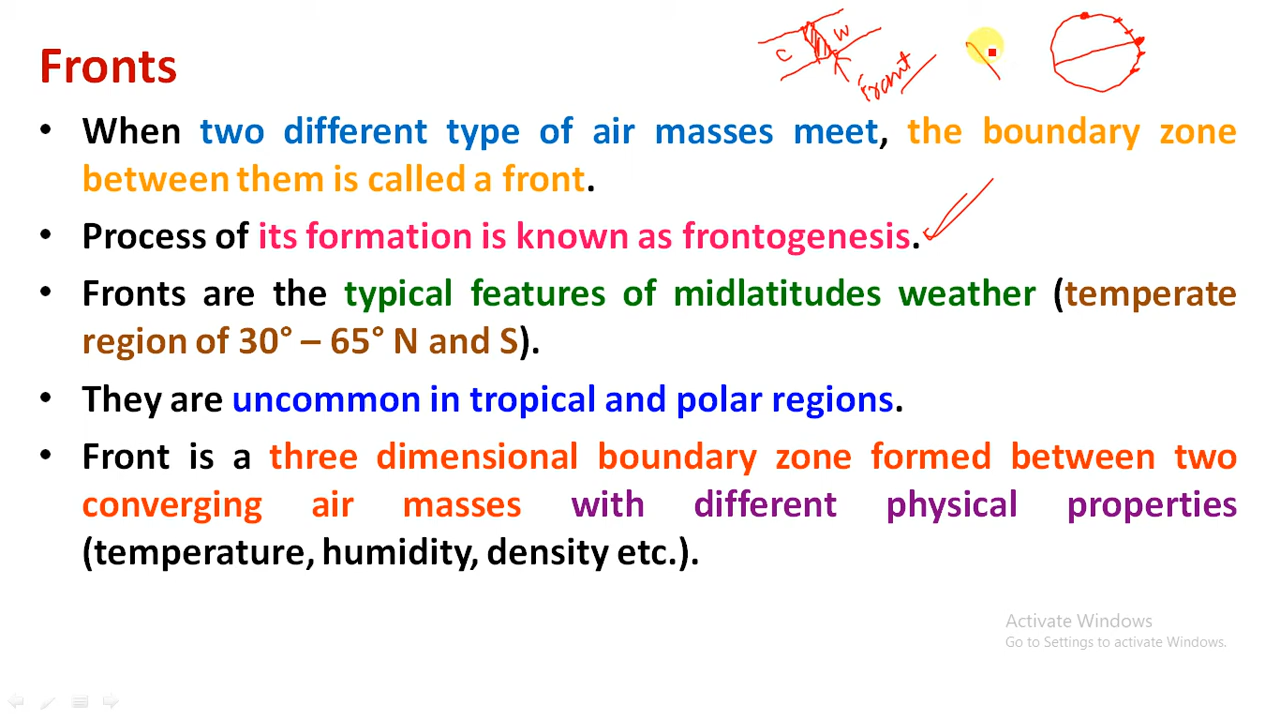 C W
front
Fronts
• When two different type of air masses meet, the boundary zone
between them is called a front.
• Process of its formation is known as frontogenesis.
• Fronts are the typical features of midlatitudes weather (temperate
region of 30° – 65° N and S).
• They are uncommon in tropical and polar regions.
• Front is a three dimensional boundary zone formed between two
converging air masses with different physical properties
(temperature, humidity, density etc.).
Activate Windows
Go to Settings to activate Windows.